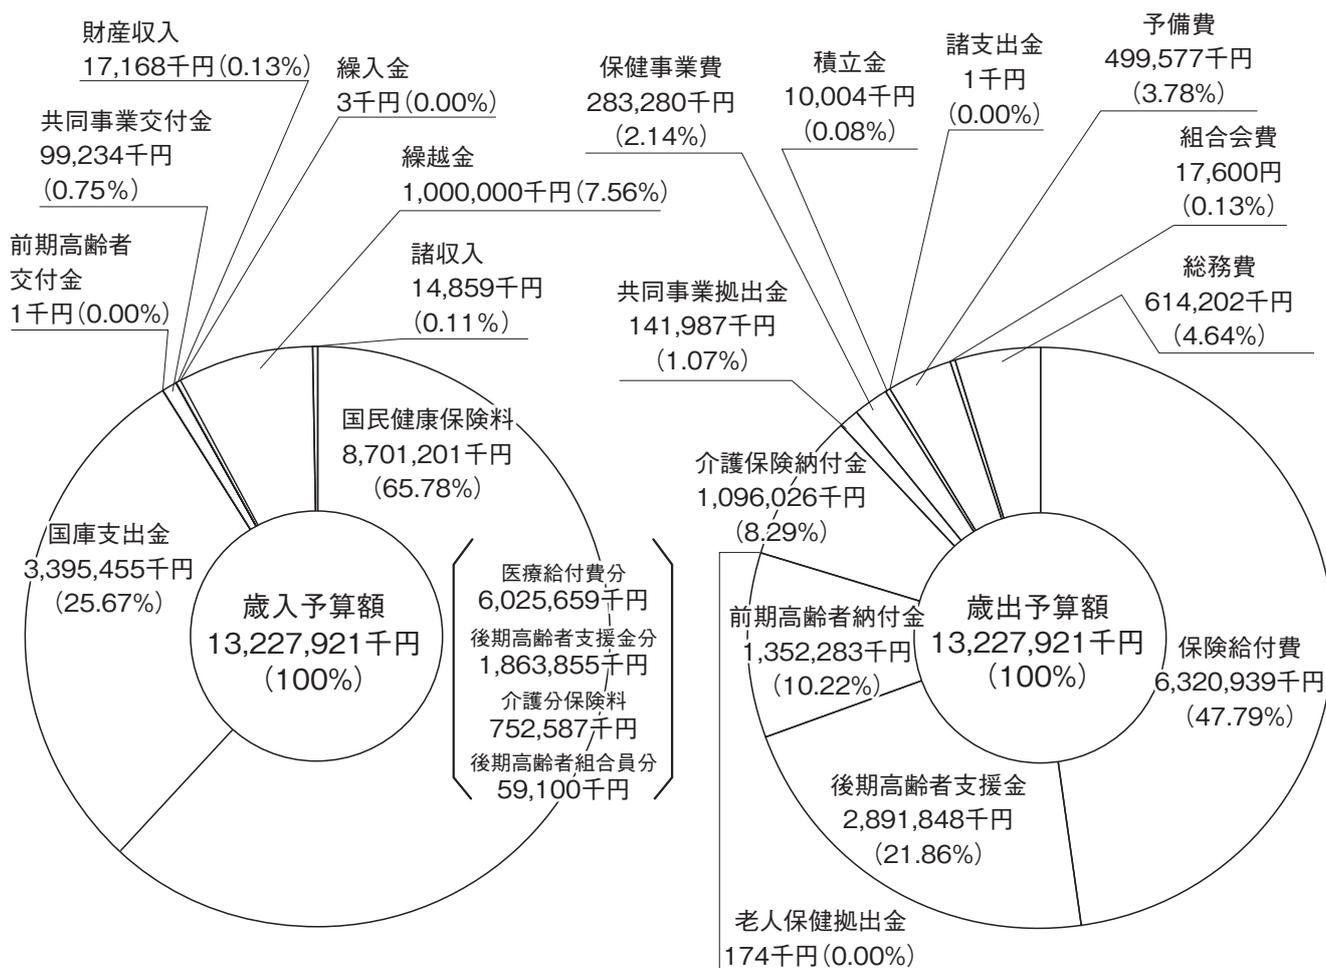 財産収入
17,168千円(0.13%)
繰入金
3千円(0.00%)
共同事業交付金
99,234千円
(0.75%)
繰越金
1,000,000千円(7.56%)
前期高齢者
交付金
1千円(0.00%)
諸収入
14,859千円
(0.11%)
国民健康保険料
8,701,201千円
(65.78%)
国庫支出金
3,395,455千円
(25.67%)
歳入予算額
13,227,921千円
(100%)
医療給付費分
6,025,659千円
後期高齢者支援金分
1,863,855千円
介護分保険料
752,587千円
後期高齢者組合員分
59,100千円
保健事業費
283,280千円
(2.14%)
積立金
10,004千円
(0.08%)
諸支出金
1千円
(0.00%)
予備費
499,577千円
(3.78%)
組合会費
17,600円
(0.13%)
総務費
614,202千円
(4.64%)
共同事業拠出金
141,987千円
(1.07%)
介護保険納付金
1,096,026千円
(8.29%)
前期高齢者納付金
1,352,283千円
(10.22%)
歳出予算額
13,227,921千円
(100%)
保険給付費
6,320,939千円
(47.79%)
後期高齢者支援金
2,891,848千円
(21.86%)
老人保健拠出金
174千円(0.00%)